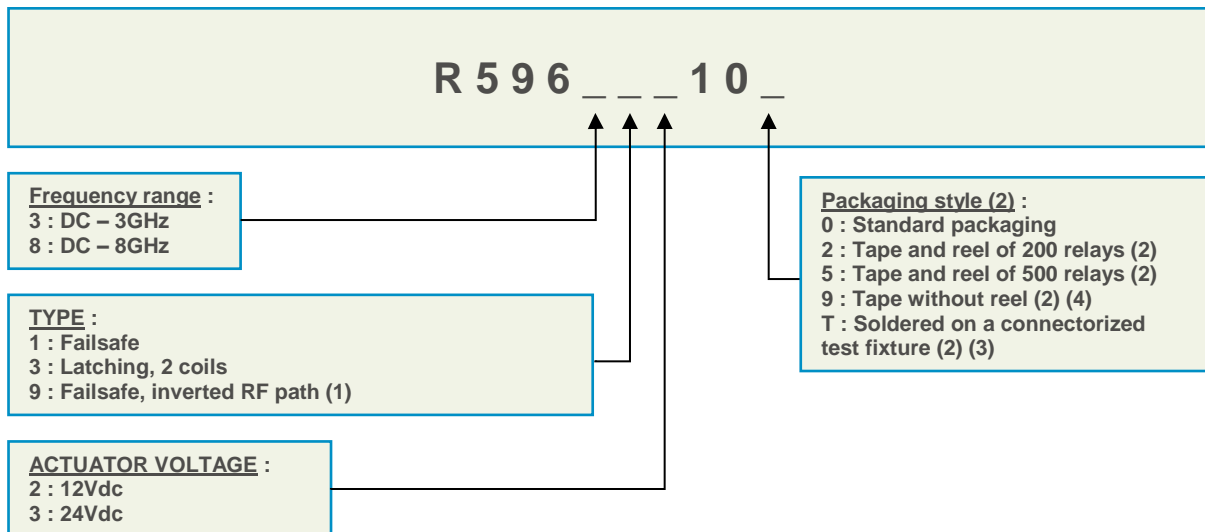 R 5 9 6 _ _ _ 1 0 _
Frequency range :
3 : DC – 3GHz
8 : DC – 8GHz
TYPE :
1 : Failsafe
3 : Latching, 2 coils
9 : Failsafe, inverted RF path (1)
ACTUATOR VOLTAGE :
2 : 12Vdc
3 : 24Vdc
Packaging style (2) :
0 : Standard packaging
2 : Tape and reel of 200 relays (2)
5 : Tape and reel of 500 relays (2)
9 : Tape without reel (2) (4)
T : Soldered on a connectorized
test fixture (2) (3)